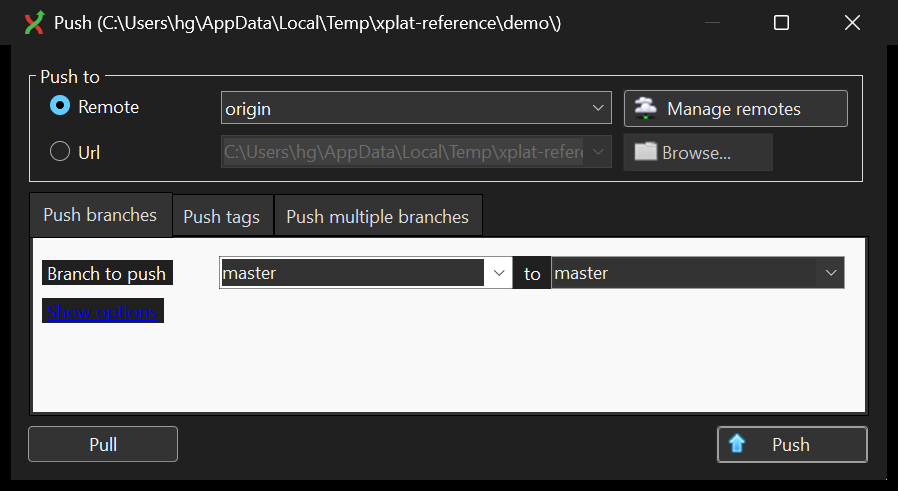 Push (C:\Users\hg\AppData\Local\Temp\xplat-reference\demo\)
Push to
Remote origin Manage remotes
Url C:\Users\hg\AppData\Local\Temp\xplat-refere Browse...
Push branches Push tags Push multiple branches
Branch to push master to master
Show options
Pull Push